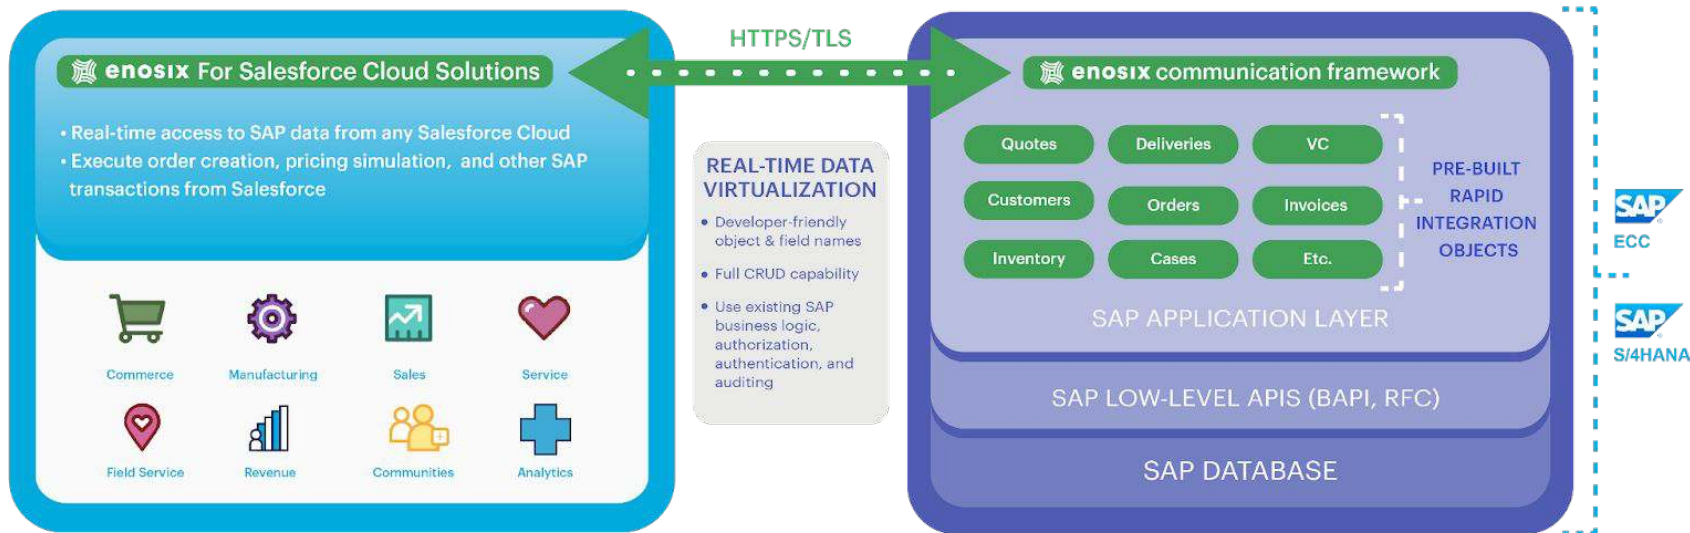 enosix For Salesforce Cloud Solutions
• Real-time access to SAP data from any Salesforce Cloud
• Execute order creation, pricing simulation, and other SAP
transactions from Salesforce
Commerce
Manufacturing
Sales
Service
Field Service
Revenue
Communities
Analytics
HTTPS/TLS
REAL-TIME DATA
VIRTUALIZATION
• Developer-friendly
object & field names
• Full CRUD capability
• Use existing SAP
business logic,
authorization,
authentication, and
auditing
enosix communication framework
Quotes
Deliveries
VC
Customers
Orders
Invoices
Inventory
Cases
Etc.
PRE-BUILT
RAPID
INTEGRATION
OBJECTS
SAP APPLICATION LAYER
SAP LOW-LEVEL APIS (BAPI, RFC)
SAP DATABASE
SAP
ECC
SAP
S/4HANA